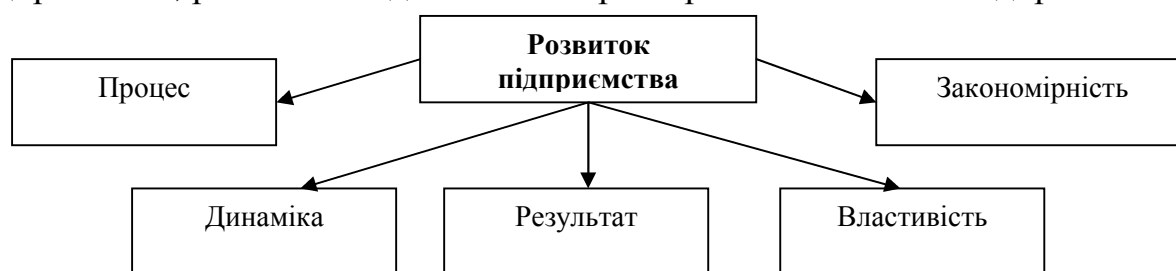 Розвиток
підприємства
Процес
Закономірність
Динаміка
Результат
Властивість